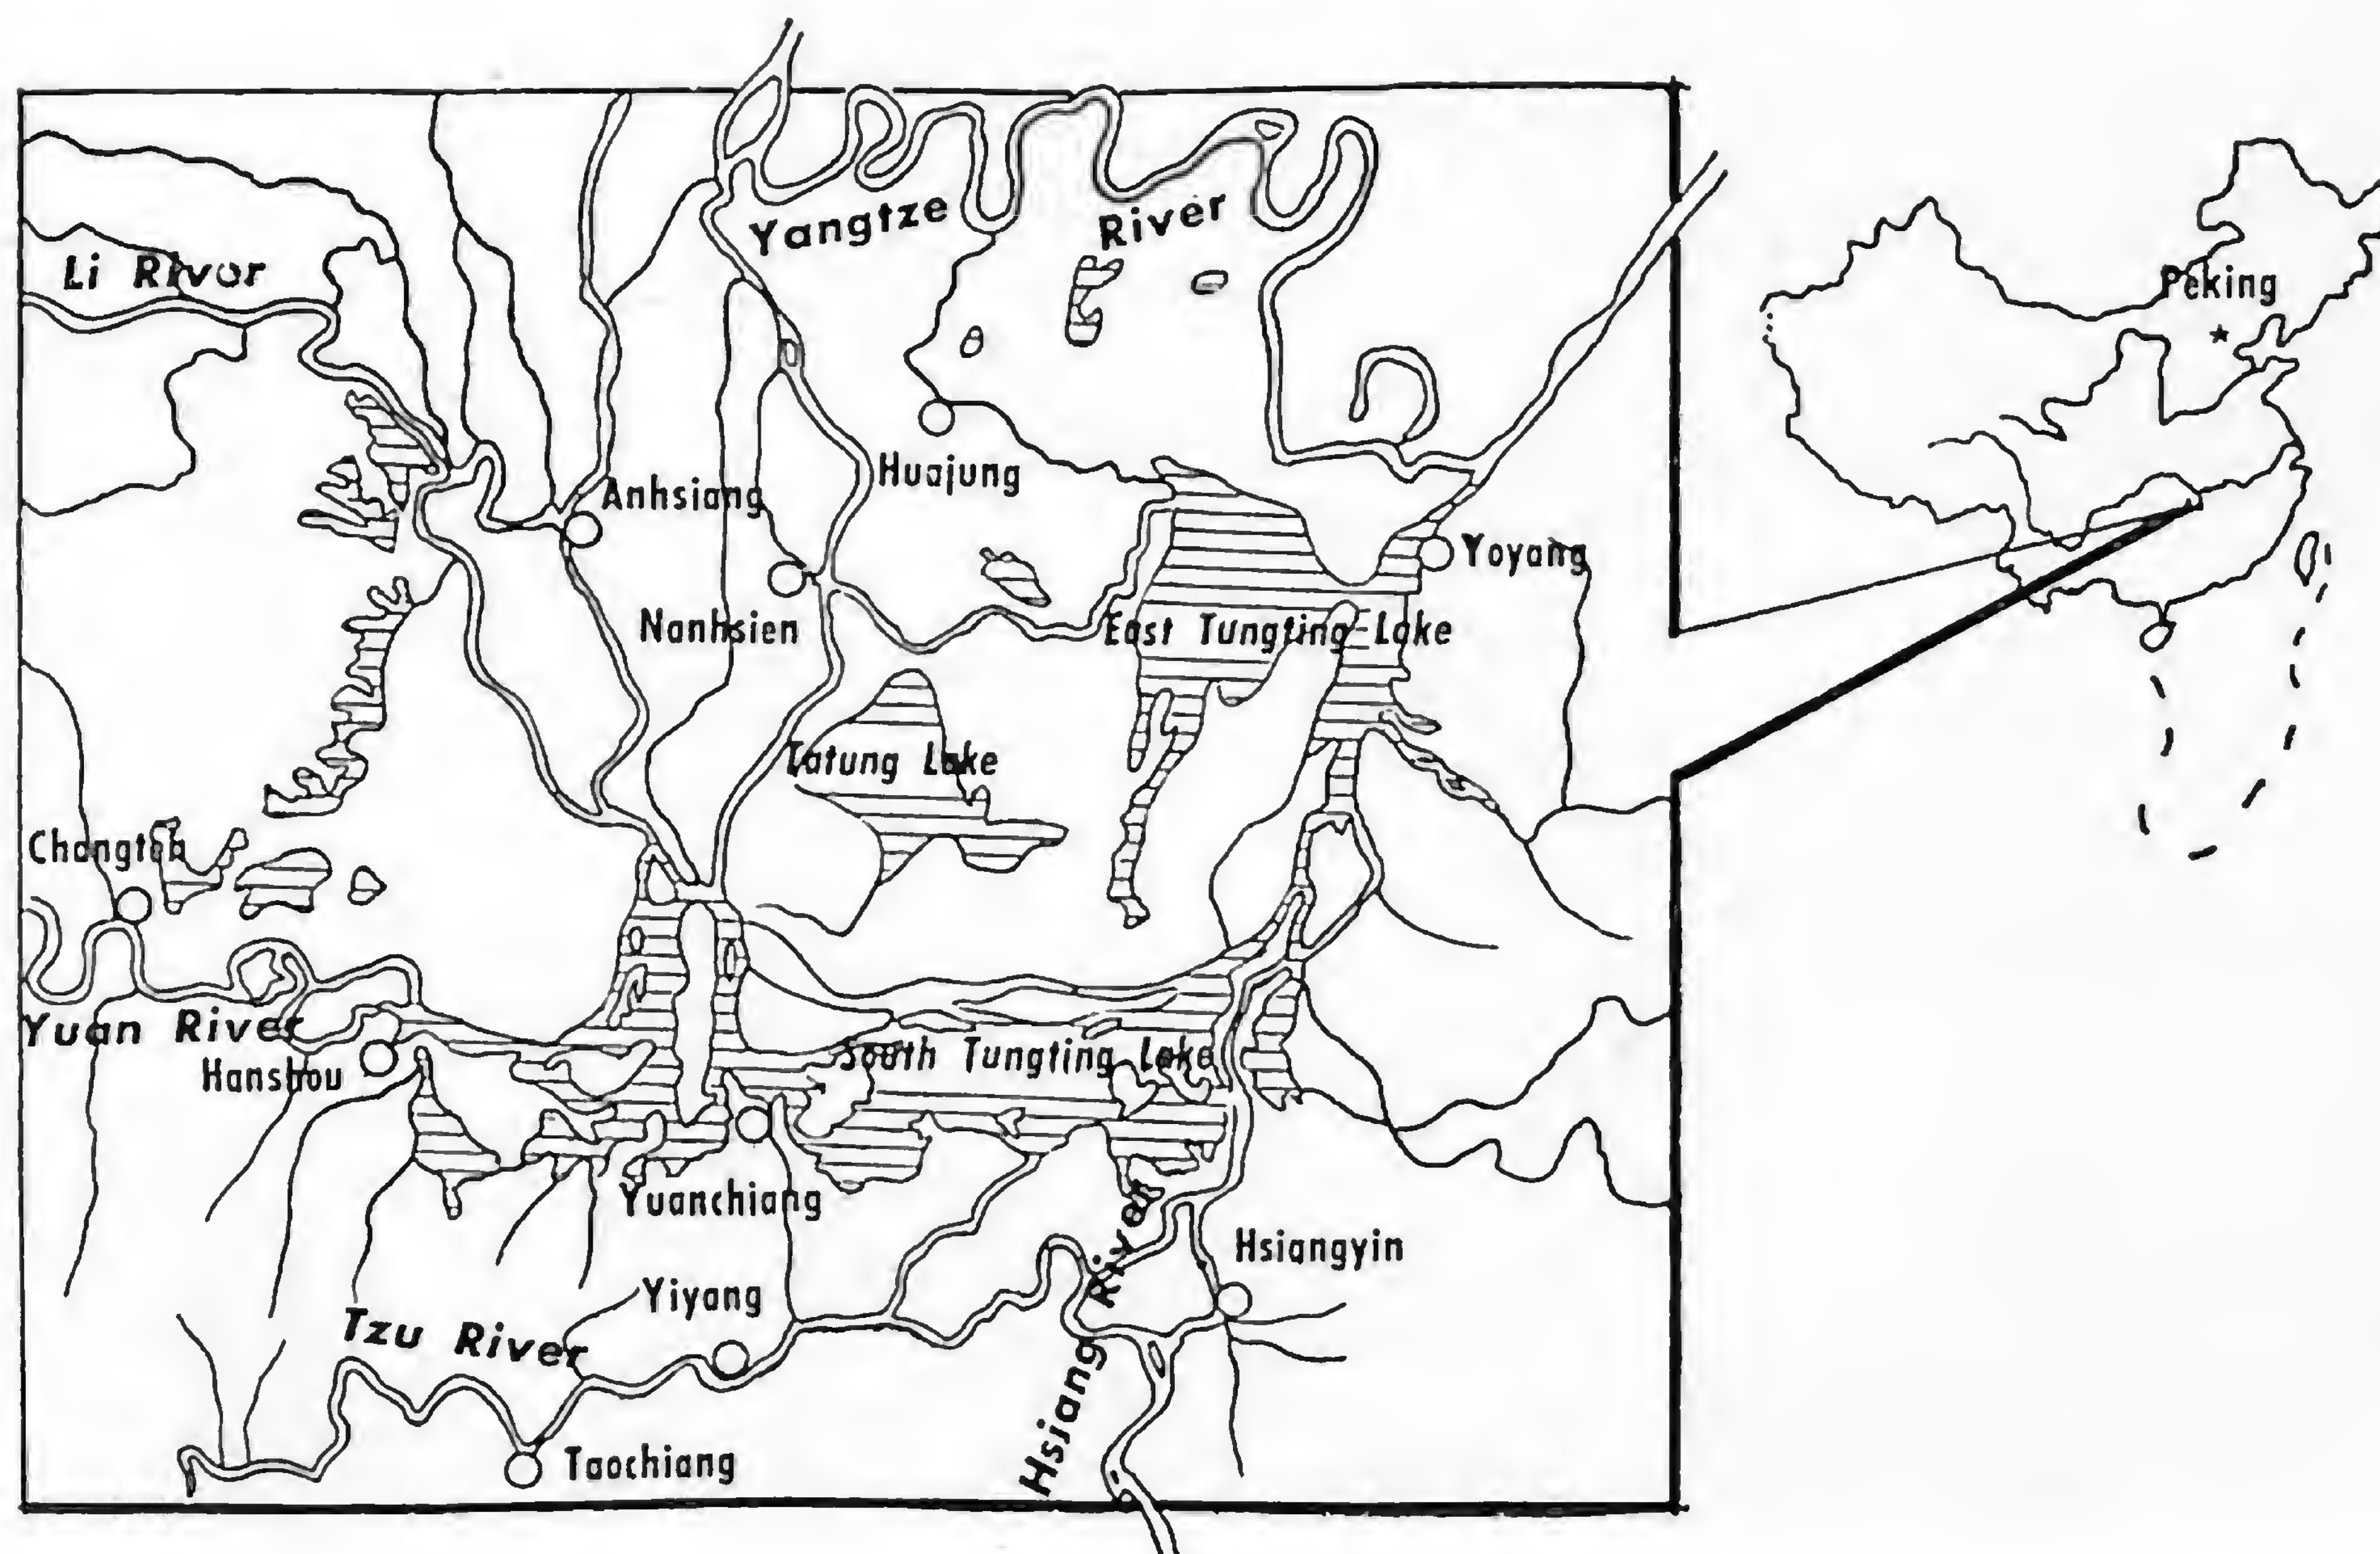 Yangtze River
Li River
Peking
Huajung
Anhsiang
Yoyang
Nanhsien
East Tungting Lake
Tatung Lake
Changteh
Yuan River
South Tungting Lake
Hanshou
Yuanchiang
Hsiangyin
Yiyang
Tzu River
Hsiang River
Taochiang